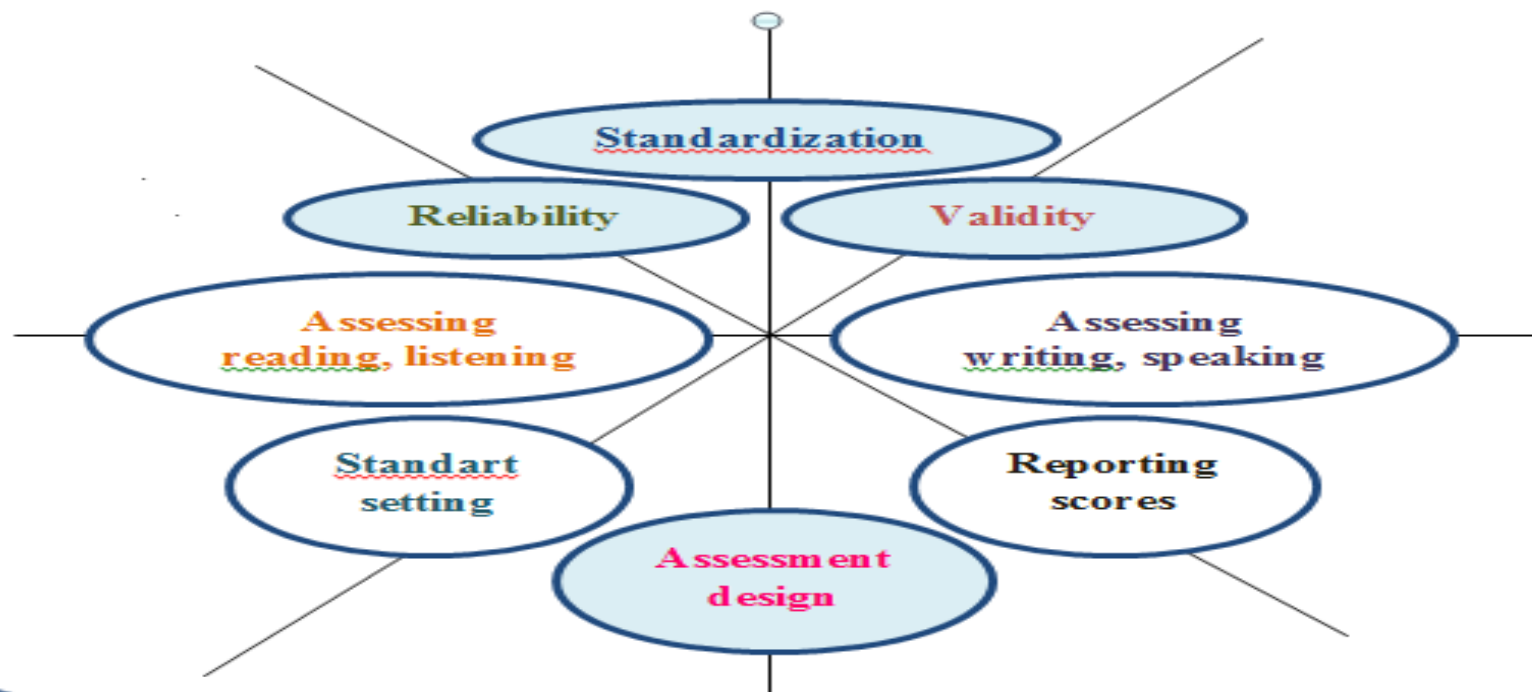 Standardization
Reliability
Validity
Assessing
reading, listening
Assessing
writing, speaking
Standart
setting
Reporting
scores
Assessment
design